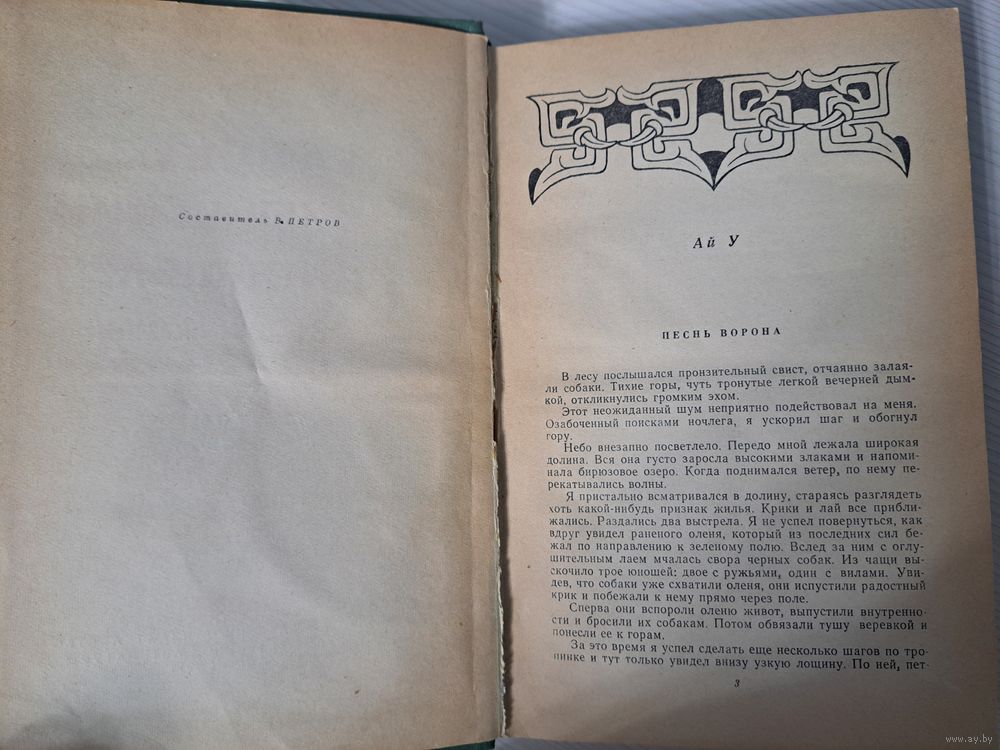 Составитель В. ПЕТРОВ
Ай У
ПЕСНЬ ВОРОНА
В лесу послышался пронзительный свист, отчаянно залая-
ли собаки. Тихие горы, чуть тронутые легкой вечерней дым-
кой, откликнулись громким эхом.
Этот неожиданный шум неприятно подействовал на меня.
Озабоченный поисками ночлега, я ускорил шаг и обогнул
гору.
Небо внезапно посветлело. Передо мной лежала широкая
долина. Вся она густо заросла высокими злаками и напоми-
нала бирюзовое озеро. Когда поднимался ветер, по нему пе-
рекатывались волны.
Я пристально всматривался в долину, стараясь разглядеть
хоть какой-нибудь признак жилья. Крики и лай все прибли-
жались. Раздались два выстрела. Я не успел повернуться, как
вдруг увидел раненого оленя, который из последних сил бе-
жал по направлению к зеленому полю. Вслед за ним с оглу-
шительным лаем мчалась свора черных собак. Из чащи вы-
скочило трое юношей: двое с ружьями, один с вилами. Уви-
дев, что собаки уже схватили оленя, они испустили радостный
крик и побежали к нему прямо через поле.
Сперва они вспороли оленю живот, выпустили внутренно-
сти и бросили их собакам. Потом обвязали тушу веревкой и
понесли ее к горам.
За это время я успел сделать еще несколько шагов по тро-
пинке и тут только увидел внизу узкую лощину. По ней, пет-
3
www.ay.by